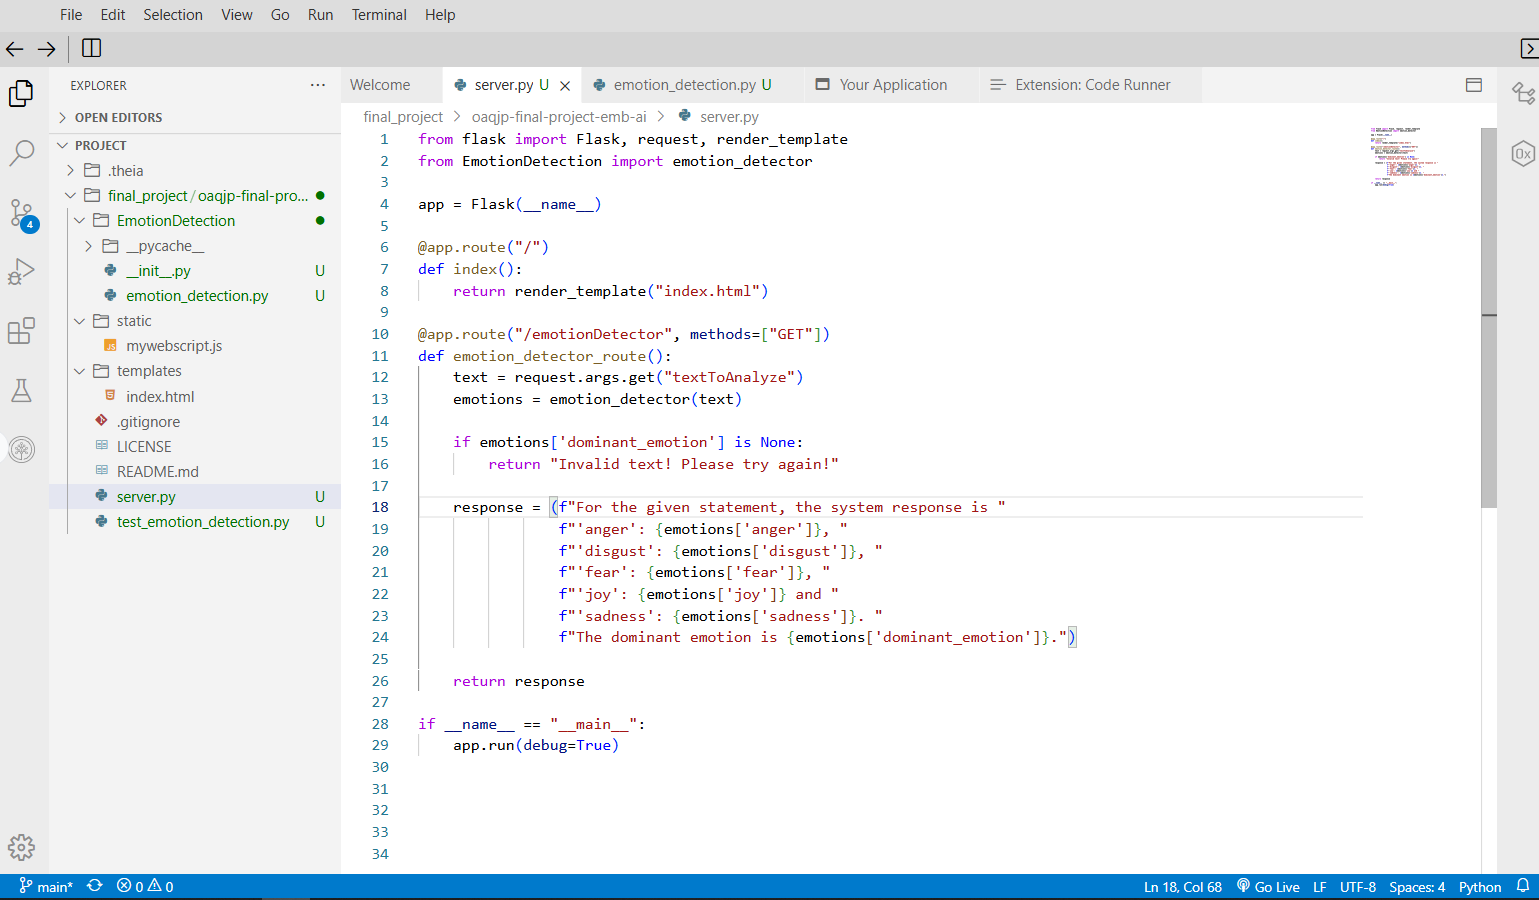 File Edit Selection View Go Run Terminal Help
EXPLORER
Welcome server.py U emotion_detection.py U Your Application Extension: Code Runner
OPEN EDITORS
PROJECT
.theia
final_project / oaqjp-final-pro...
EmotionDetection
__pycache__
__init__.py U
emotion_detection.py U
static
JS mywebscript.js
templates
index.html
.gitignore
LICENSE
README.md
server.py U
test_emotion_detection.py U
4
final_project > oaqjp-final-project-emb-ai > server.py
1 from flask import Flask, request, render_template
2 from EmotionDetection import emotion_detector
3
4 app = Flask(__name__)
5
6 @app.route("/")
7 def index():
8     return render_template("index.html")
9
10 @app.route("/emotionDetector", methods=["GET"])
11 def emotion_detector_route():
12     text = request.args.get("textToAnalyze")
13     emotions = emotion_detector(text)
14
15     if emotions['dominant_emotion'] is None:
16         return "Invalid text! Please try again!"
17
18     response = (f"For the given statement, the system response is "
19                 f"'anger': {emotions['anger']}, "
20                 f"'disgust': {emotions['disgust']}, "
21                 f"'fear': {emotions['fear']}, "
22                 f"'joy': {emotions['joy']} and "
23                 f"'sadness': {emotions['sadness']}. "
24                 f"The dominant emotion is {emotions['dominant_emotion']}.")
25
26     return response
27
28 if __name__ == "__main__":
29     app.run(debug=True)
30
31
32
33
34
0x
main* 0 0 Ln 18, Col 68 Go Live LF UTF-8 Spaces: 4 Python